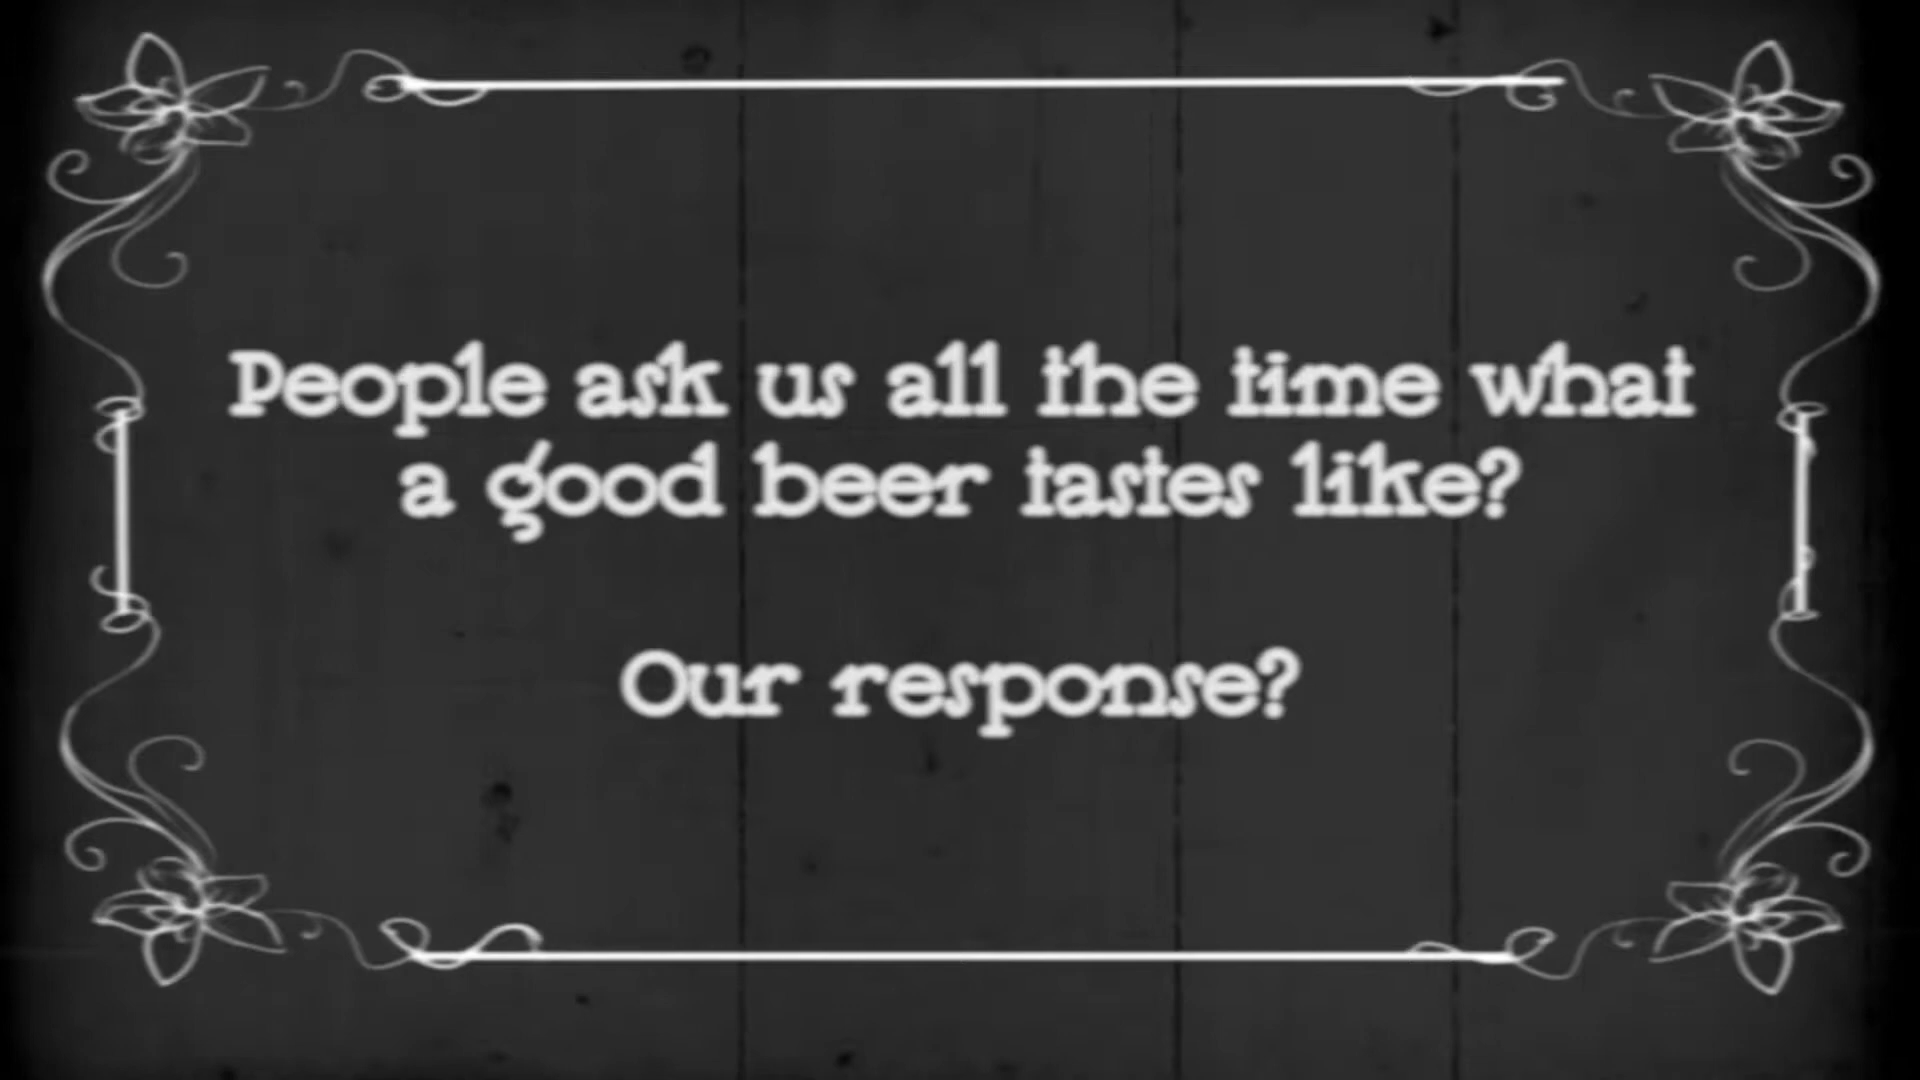 People ask us all the time what
a good beer tastes like?
Our response?